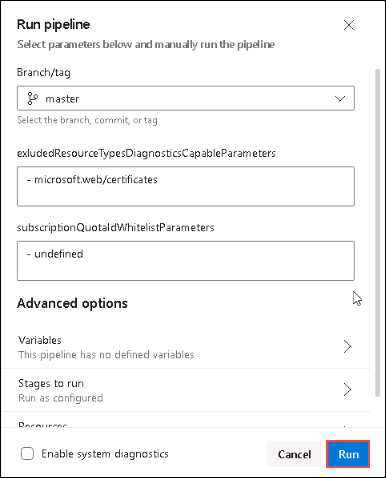 Run pipeline
Select parameters below and manually run the pipeline
Branch/tag
master
Select the branch, commit, or tag
exludedResourceTypesDiagnosticsCapableParameters
- microsoft.web/certificates
subscriptionQuotaIdWhitelistParameters
- undefined
Advanced options
Variables
This pipeline has no defined variables
Stages to run
Run as configured
Resources
Enable system diagnostics
Cancel
Run